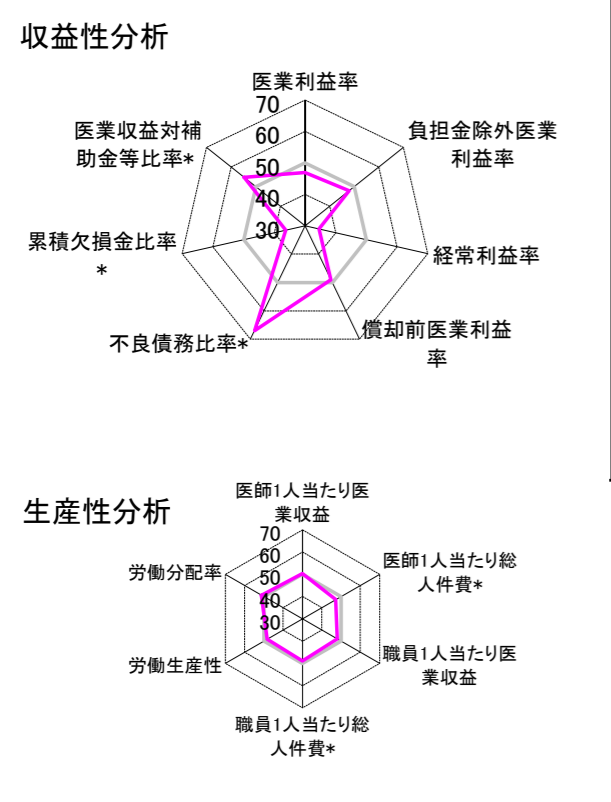 収益性分析
医業利益率
70
60
50
40
30
負担金除外医業
利益率
経常利益率
償却前医業利益
率
不良債務比率*
累積欠損金比率
*
医業収益対補
助金等比率*
生産性分析
医師1人当たり医
業収益
70
60
50
40
30
医師1人当たり総
人件費*
職員1人当たり医
業収益
職員1人当たり総
人件費*
労働生産性
労働分配率